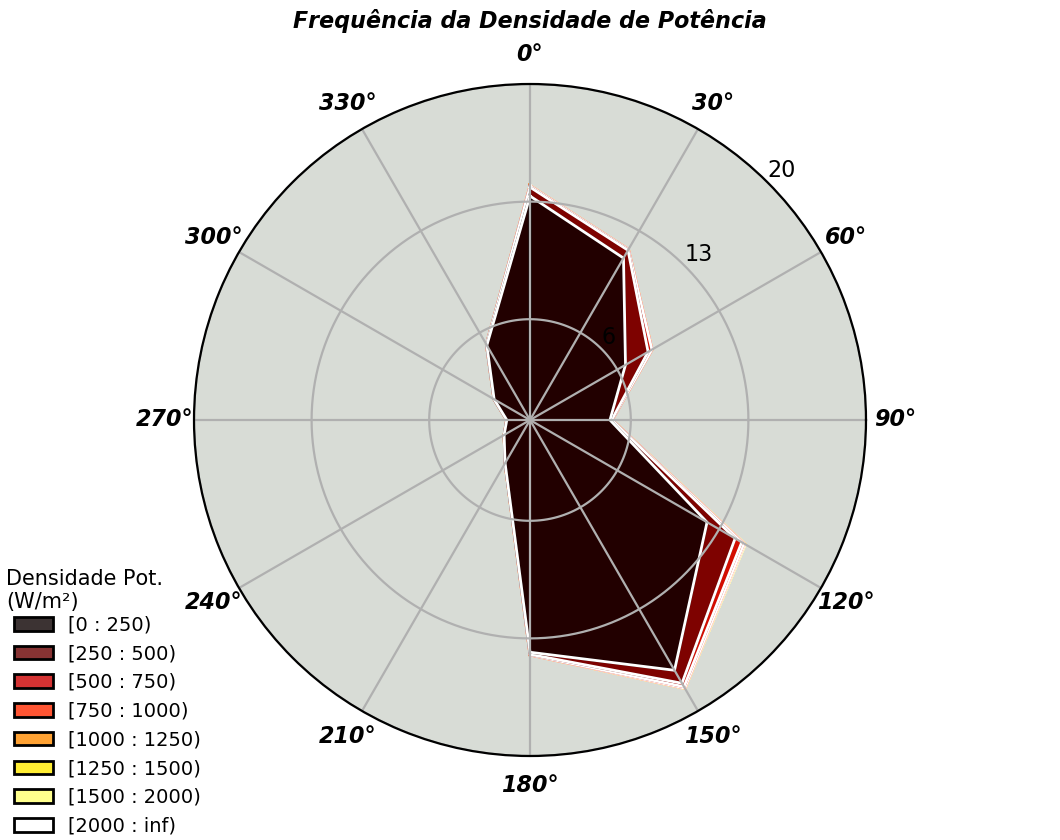 Frequência da Densidade de Potência
0°
330°
30°
20
300°
60°
13
6
270°
90°
240°
120°
210°
150°
180°
Densidade Pot.
(W/m²)
[0 : 250)
[250 : 500)
[500 : 750)
[750 : 1000)
[1000 : 1250)
[1250 : 1500)
[1500 : 2000)
[2000 : inf)